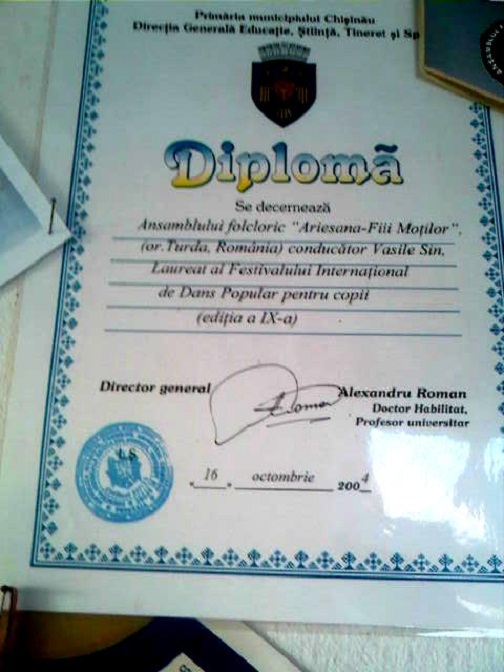 Primăria municipiului Chişinău
Direcţia Generală Educaţie, Ştiinţă, Tineret şi Sp
Diplomă
Se decernează
Ansamblului folcloric "Ariesana-Fiii Moţilor",
(or.Turda, România) conducător Vasile Sin,
Laureat al Festivalului Internaţional
de Dans Popular pentru copii
(ediţia a IX-a)
Director general
Alexandru Roman
Doctor Habilitat,
Profesor universitar
L.S
" 16 " octombrie 2004